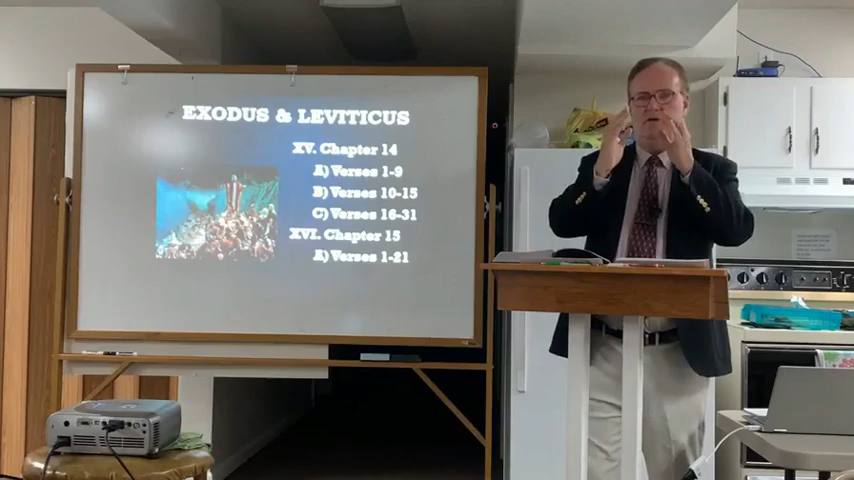 EXODUS & LEVITICUS
XV. Chapter 14
A) Verses 1-9
B) Verses 10-15
C) Verses 16-31
XVI. Chapter 15
A) Verses 1-21